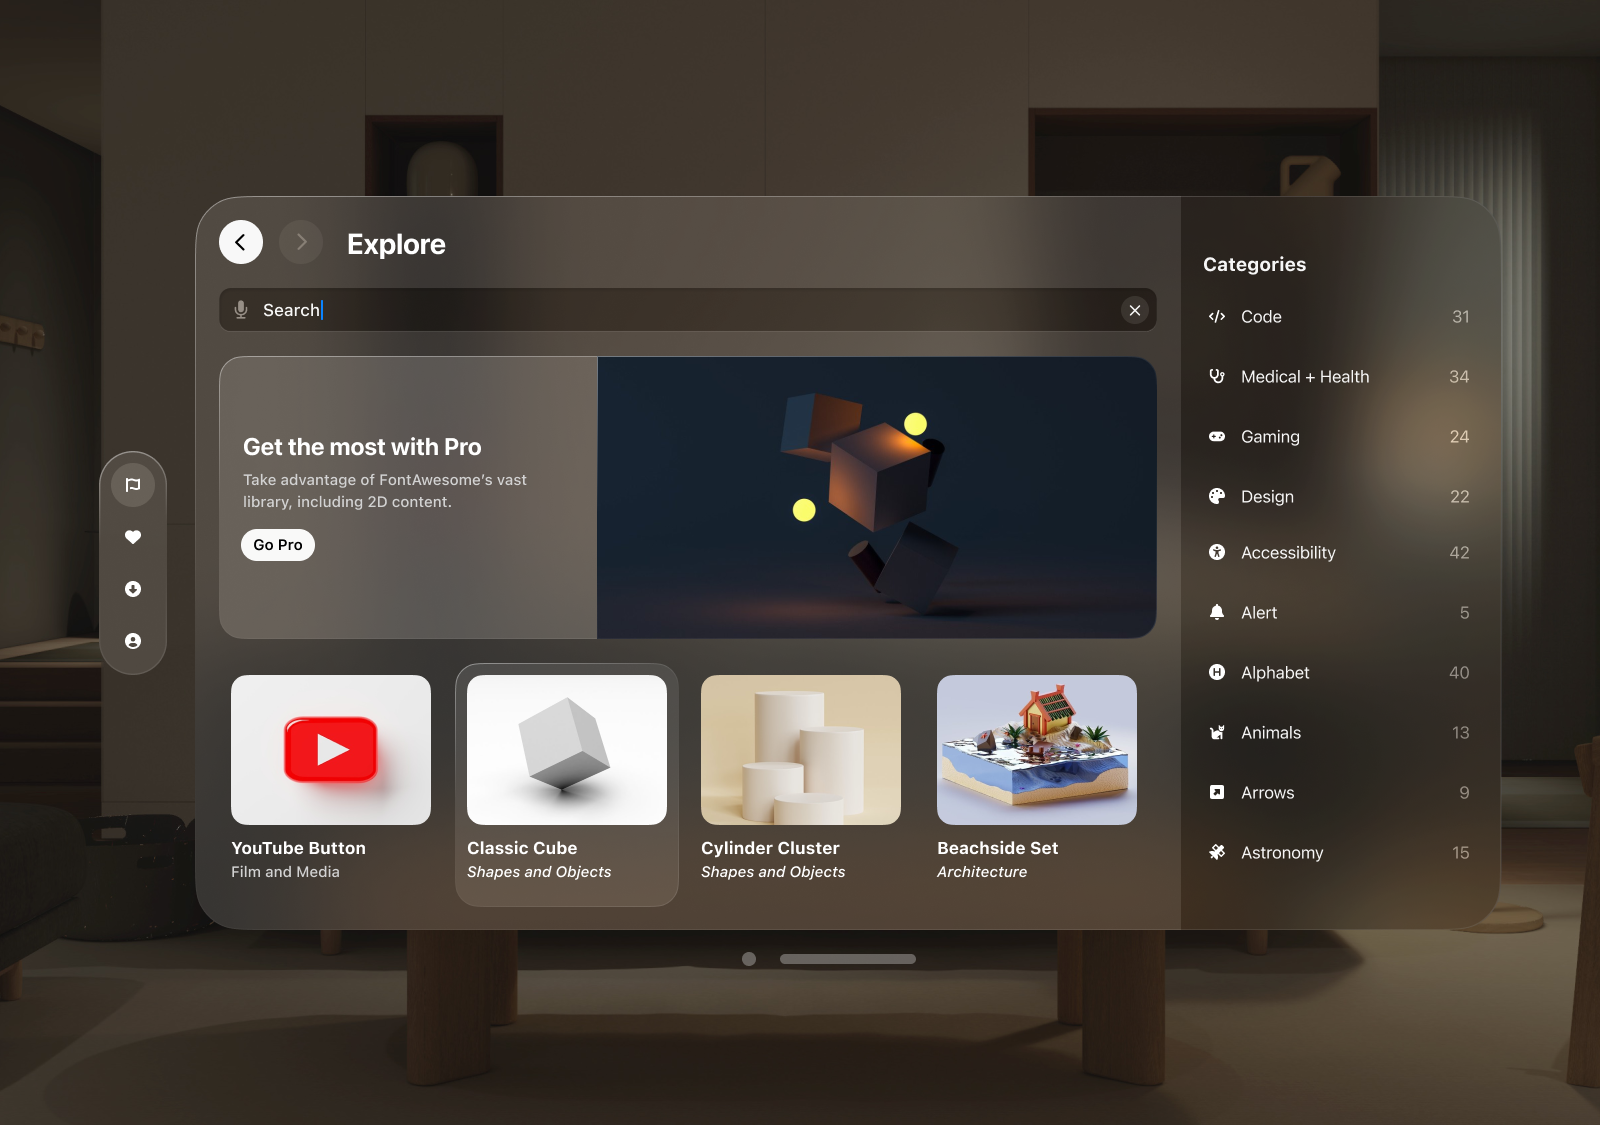 Explore
Search
Get the most with Pro
Take advantage of FontAwesome's vast
library, including 2D content.
Go Pro
YouTube Button
Film and Media
Classic Cube
Shapes and Objects
Cylinder Cluster
Shapes and Objects
Beachside Set
Architecture
Categories
Code 31
Medical + Health 34
Gaming 24
Design 22
Accessibility 42
Alert 5
H Alphabet 40
Animals 13
Arrows 9
Astronomy 15